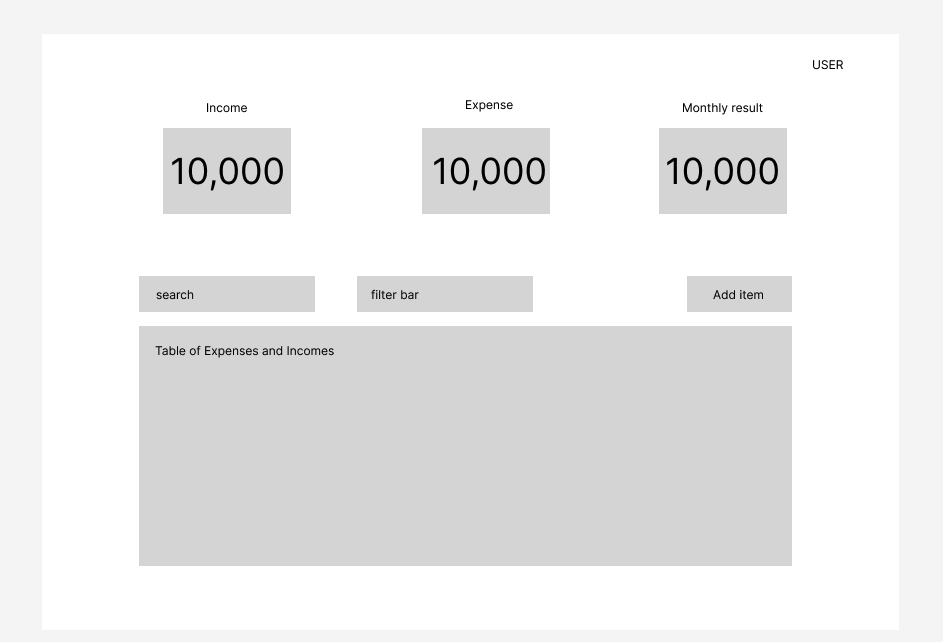 USER
Income
Expense
Monthly result
10,000
10,000
10,000
search
filter bar
Add item
Table of Expenses and Incomes